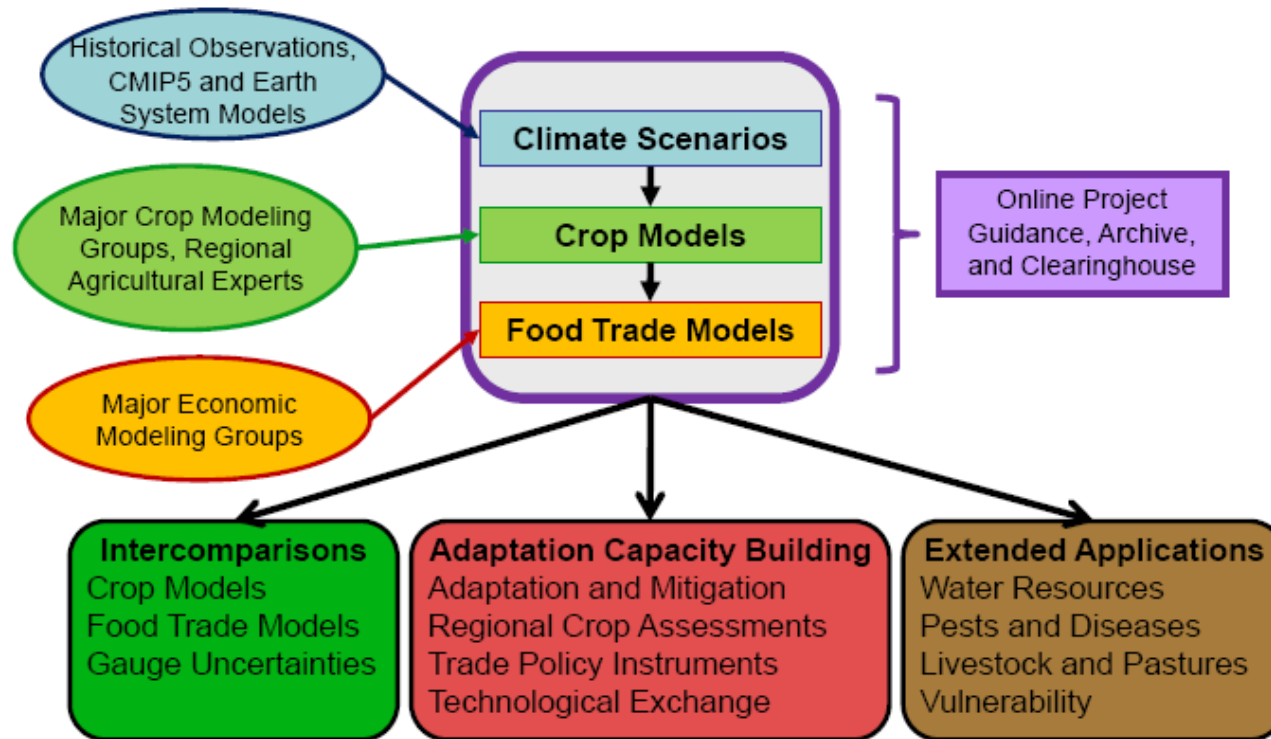 Historical Observations,
CMIP5 and Earth
System Models
Climate Scenarios
Major Crop Modeling
Groups, Regional
Agricultural Experts
Crop Models
Online Project
Guidance, Archive,
and Clearinghouse
Food Trade Models
Major Economic
Modeling Groups
Intercomparisons
Crop Models
Food Trade Models
Gauge Uncertainties
Adaptation Capacity Building
Adaptation and Mitigation
Regional Crop Assessments
Trade Policy Instruments
Technological Exchange
Extended Applications
Water Resources
Pests and Diseases
Livestock and Pastures
Vulnerability